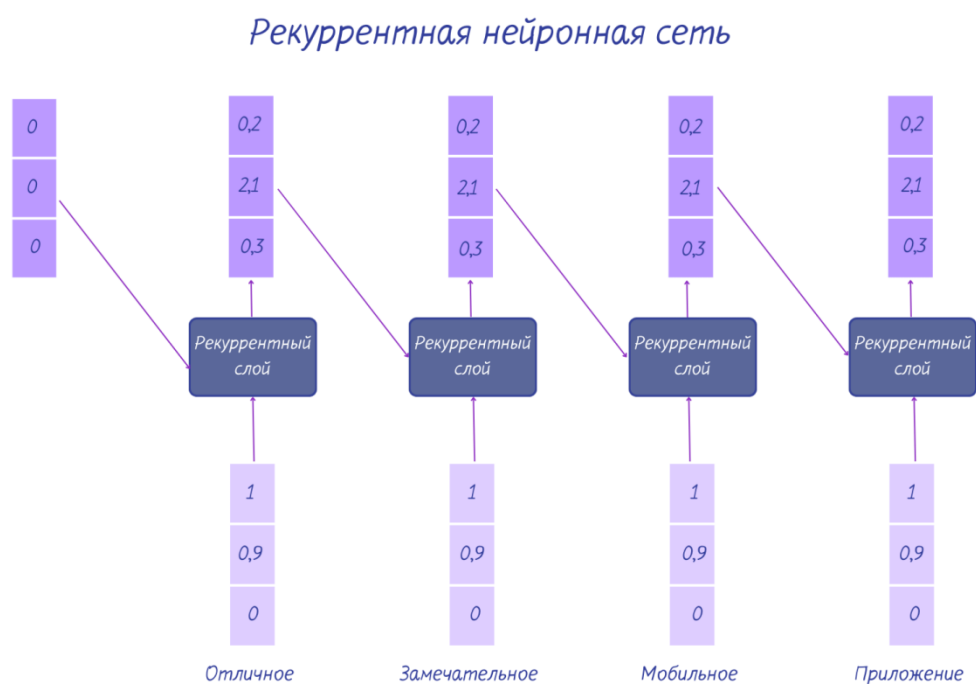 Рекуррентная нейронная сеть
0 0,2 0,2 0,2 0,2
0 2,1 2,1 2,1 2,1
0 0,3 0,3 0,3 0,3
Рекуррентный Рекуррентный Рекуррентный Рекуррентный
слой слой слой слой
1 1 1 1
0,9 0,9 0,9 0,9
0 0 0 0
Отличное Замечательное Мобильное Приложение